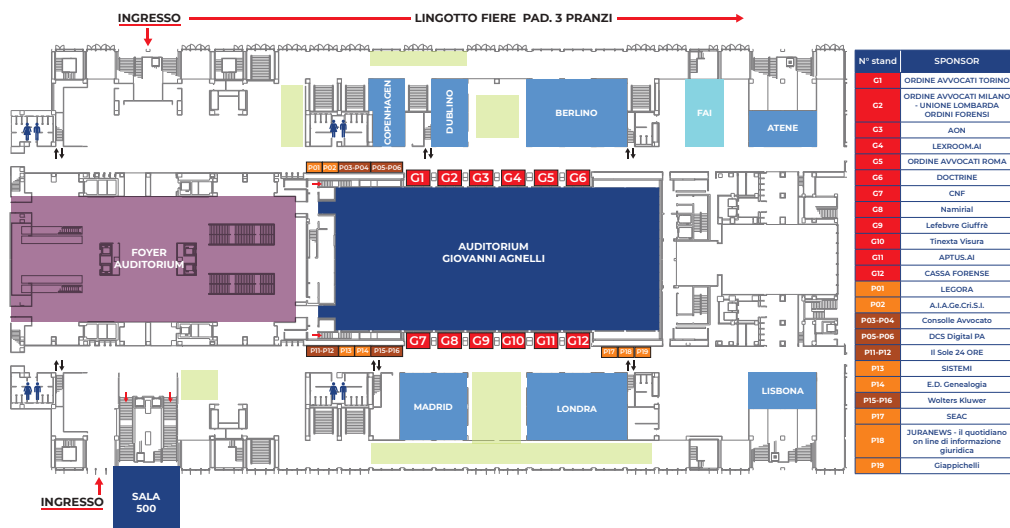 INGRESSO
LINGOTTO FIERE PAD. 3 PRANZI
COPENHAGEN
DUBLINO
BERLINO
FAI
ATENE
P01 P02 P03-P04 P05-P06
G1 G2 G3 G4 G5 G6
FOYER
AUDITORIUM
AUDITORIUM
GIOVANNI AGNELLI
G7 G8 G9 G10 G11 G12
P11-P12 P13 P14 P15-P16
P17 P18 P19
MADRID
LONDRA
LISBONA
INGRESSO
SALA
500
N° stand SPONSOR
G1 ORDINE AVVOCATI TORINO
G2 ORDINE AVVOCATI MILANO
- UNIONE LOMBARDA
ORDINI FORENSI
G3 AON
G4 LEXROOM.AI
G5 ORDINE AVVOCATI ROMA
G6 DOCTRINE
G7 CNF
G8 Namirial
G9 Lefebvre Giuffrè
G10 Tinexta Visura
G11 APTUS.AI
G12 CASSA FORENSE
P01 LEGORA
P02 A.I.A.Ge.Cri.S.I.
P03-P04 Consolle Avvocato
P05-P06 DCS Digital PA
P11-P12 Il Sole 24 ORE
P13 SISTEMI
P14 E.D. Genealogia
P15-P16 Wolters Kluwer
P17 SEAC
P18 JURANEWS - il quotidiano
on line di informazione
giuridica
P19 Giappichelli